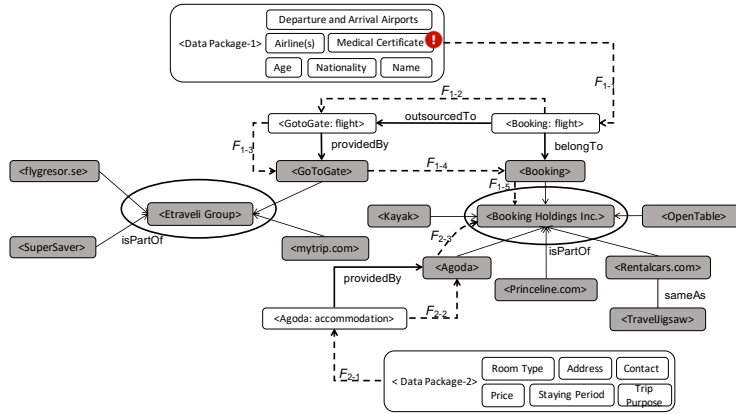 Departure and Arrival Airports
<Data Package-1>
Airline(s)
Medical Certificate
!
Age
Nationality
Name
F1-1
F1-2
outsourcedTo
<GotoGate: flight>
<Booking: flight>
F1-3
providedBy
belongTo
<flygresor.se>
<GoToGate>
F1-4
<Booking>
F1-5
<Etraveli Group>
<Kayak>
<Booking Holdings Inc.>
<OpenTable>
isPartOf
<SuperSaver>
<mytrip.com>
F2-3
isPartOf
<Agoda>
<Rentalcars.com>
providedBy
<Princeline.com>
sameAs
F2-2
<Agoda: accommodation>
<TravelJigsaw>
F2-1
Room Type
Address
Contact
< Data Package-2>
Price
Staying Period
Trip
Purpose